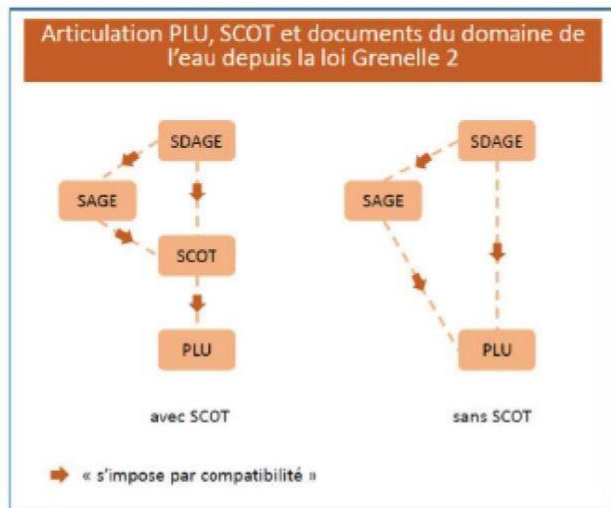 Articulation PLU, SCOT et documents du domaine de
l'eau depuis la loi Grenelle 2
SDAGE
SAGE
SCOT
PLU
avec SCOT
SDAGE
SAGE
PLU
sans SCOT
« s'impose par compatibilité »